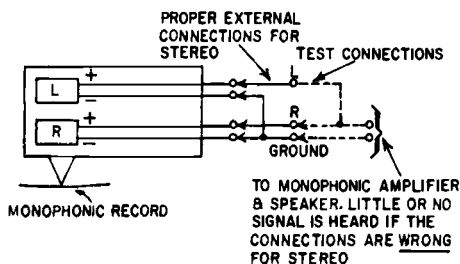 PROPER EXTERNAL
CONNECTIONS FOR
STEREO
TEST CONNECTIONS
L
+
L
−
R
+
R
−
GROUND
MONOPHONIC RECORD
TO MONOPHONIC AMPLIFIER
& SPEAKER. LITTLE OR NO
SIGNAL IS HEARD IF THE
CONNECTIONS ARE WRONG
FOR STEREO